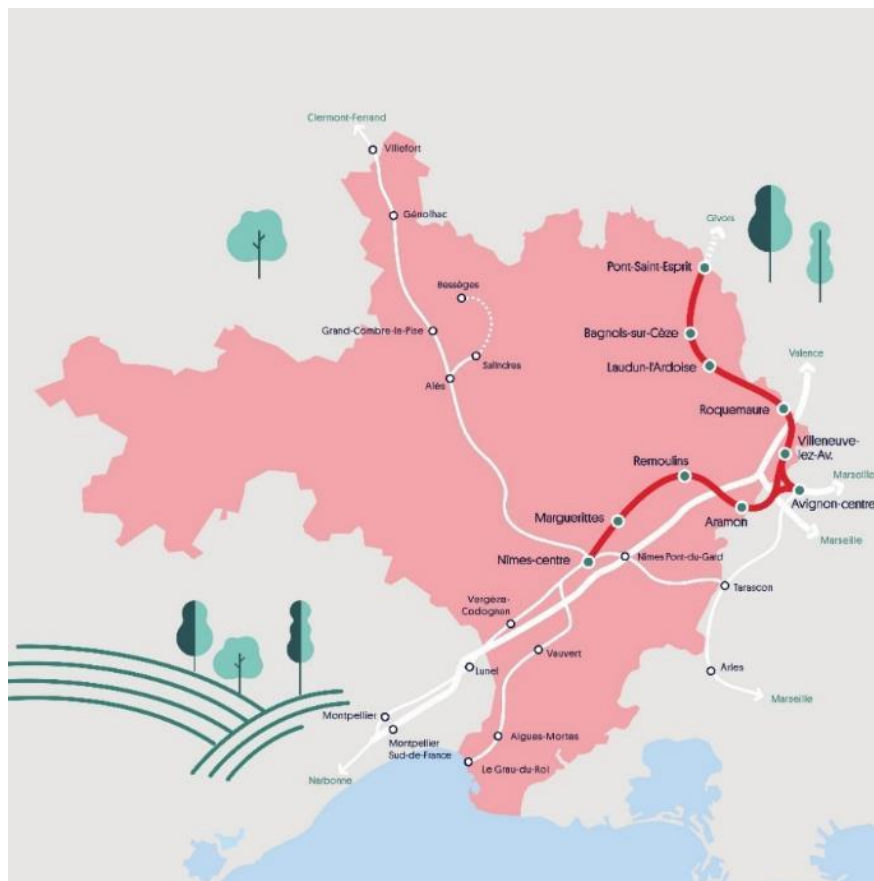 Clermont-Ferrand
Villefort
Génolhac
Givors
Pont-Saint-Esprit
Bessèges
Grand-Combe-la-Pise
Bagnols-sur-Cèze
Salindres
Laudun-l'Ardoise
Valence
Alès
Roquemaure
Villeneuve-
lez-Av.
Remoulins
Marseille
Avignon-centre
Aramon
Marguerittes
Marseille
Nîmes-centre
Nîmes Pont-du-Gard
Tarascon
Vergèze-
Codognan
Vauvert
Lunel
Arles
Marseille
Montpellier
Aigues-Mortes
Montpellier
Sud-de-France
Le Grau-du-Roi
Narbonne